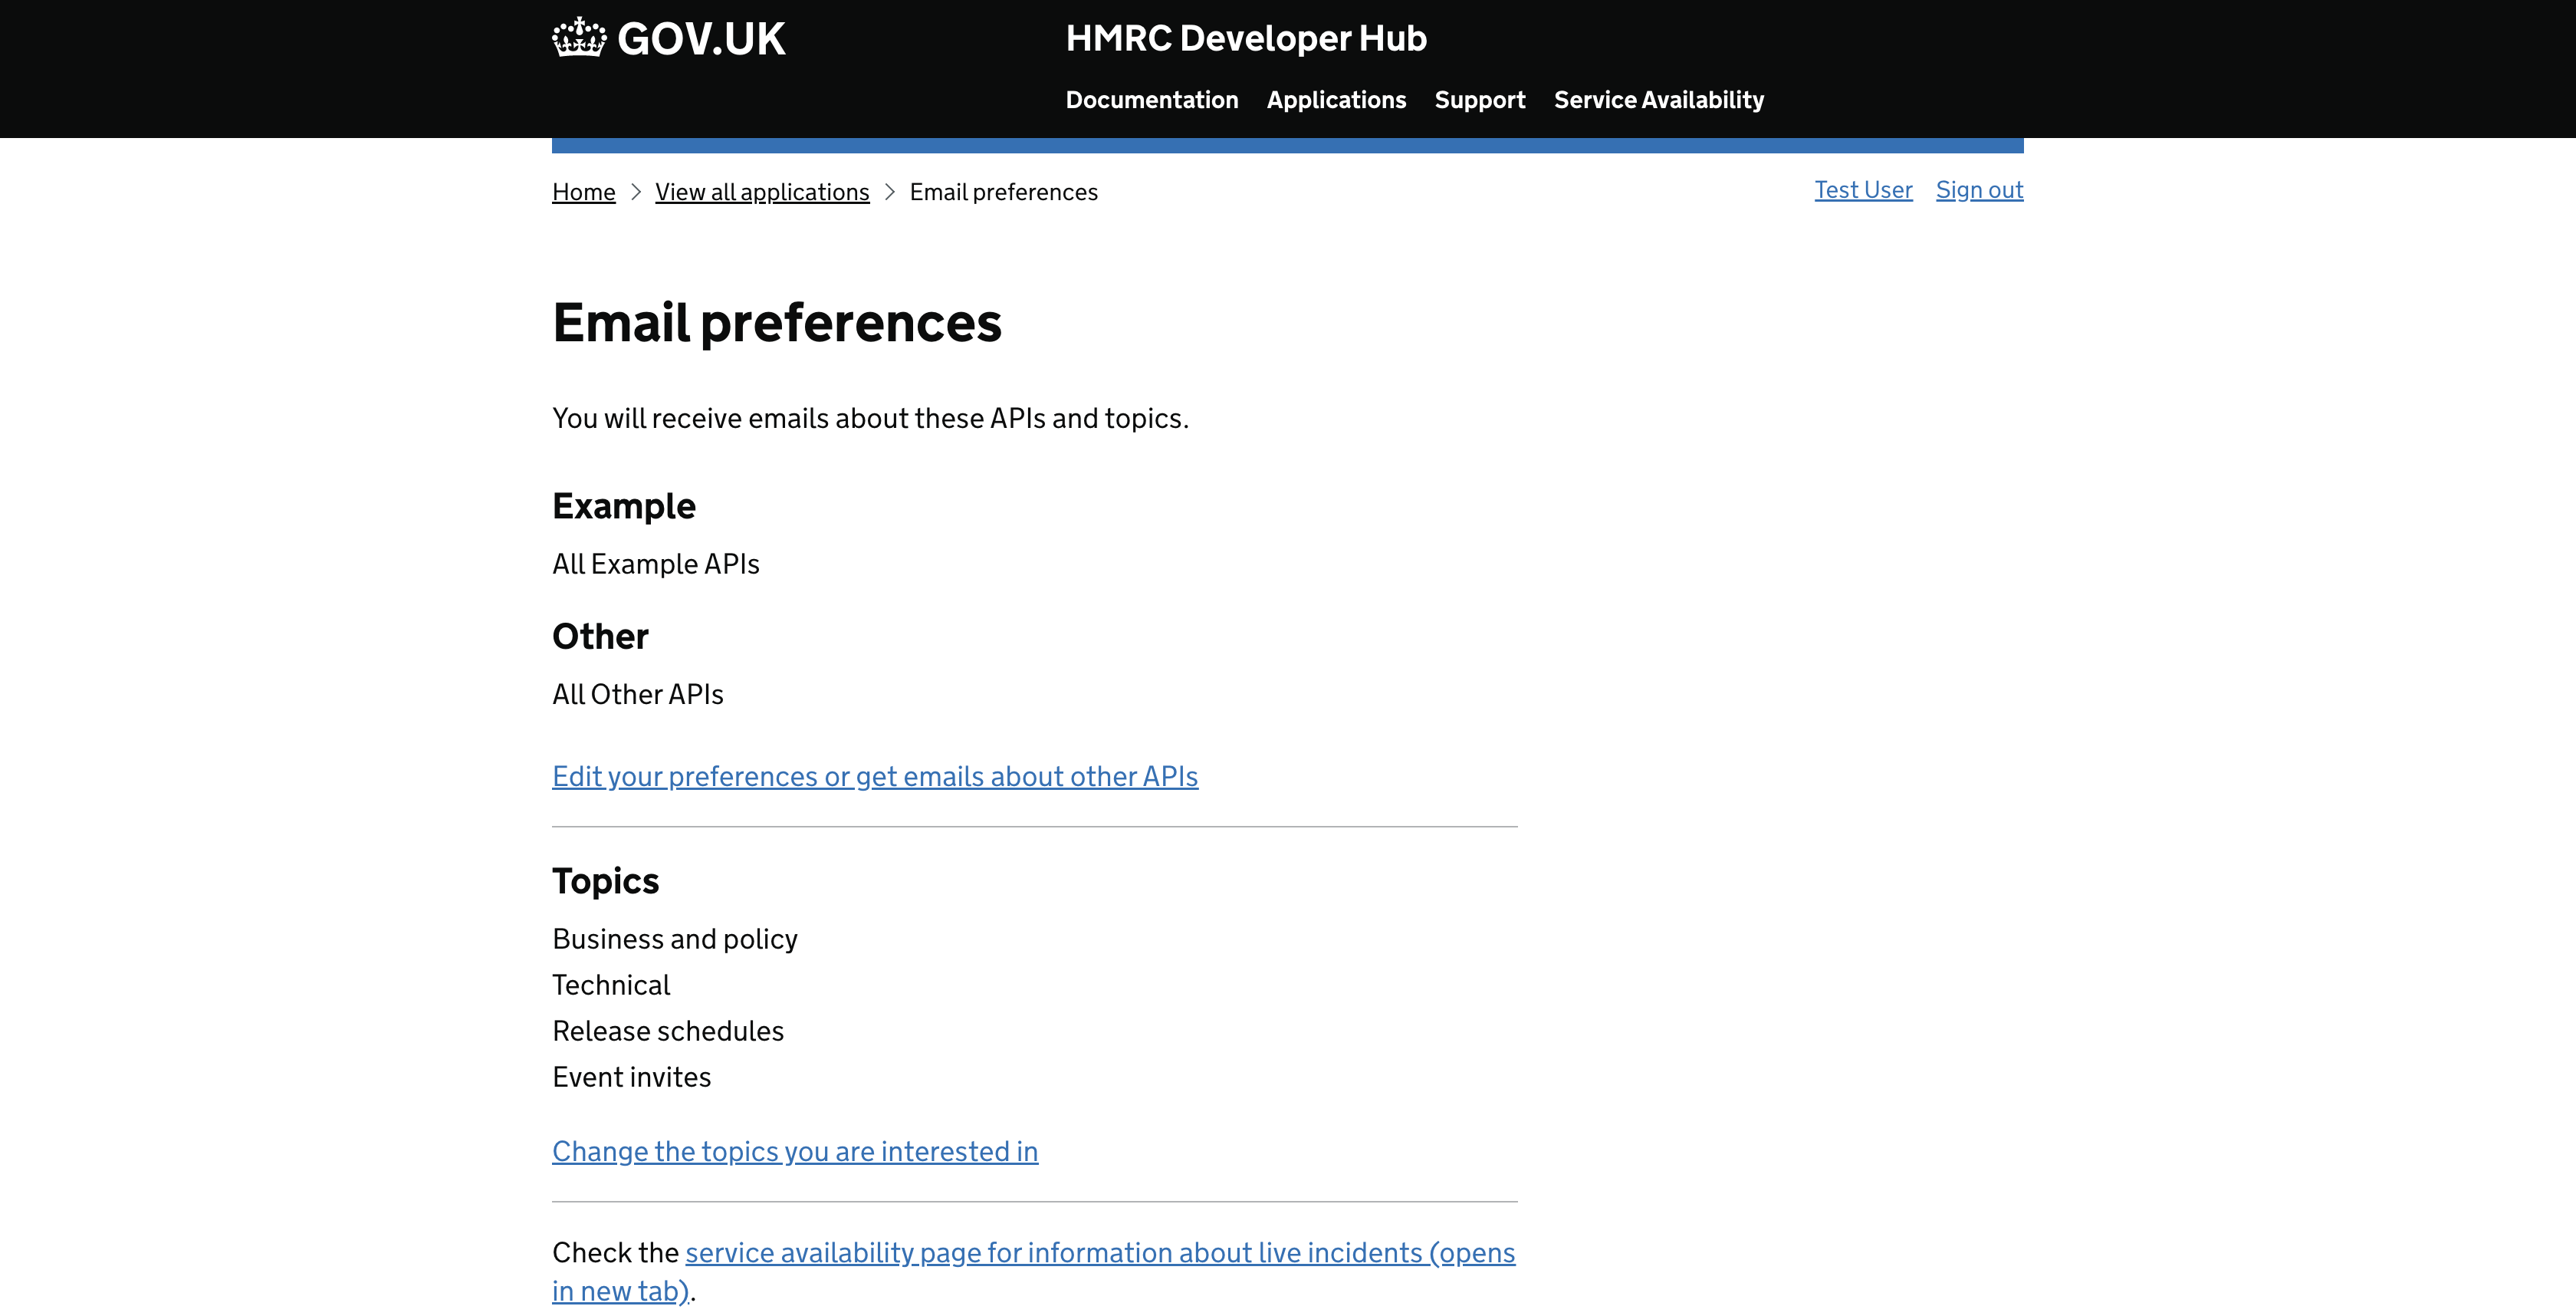 GOV.UK
HMRC Developer Hub
Documentation Applications Support Service Availability
Home > View all applications > Email preferences
Test User Sign out
Email preferences
You will receive emails about these APIs and topics.
Example
All Example APIs
Other
All Other APIs
Edit your preferences or get emails about other APIs
Topics
Business and policy
Technical
Release schedules
Event invites
Change the topics you are interested in
Check the service availability page for information about live incidents (opens
in new tab).